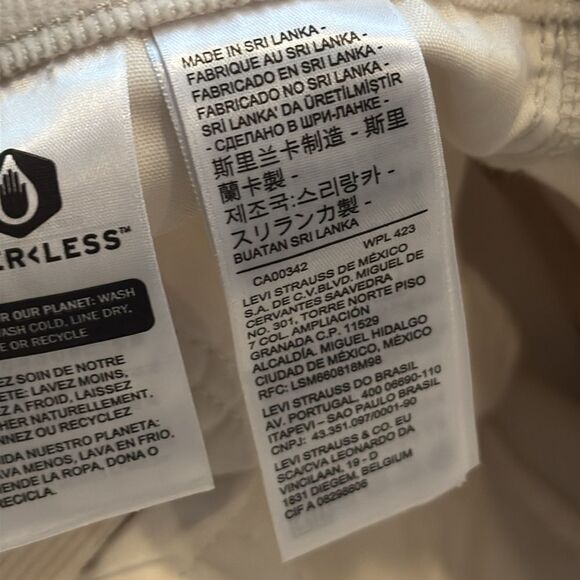 ER<LESS™
R OUR PLANET: WASH
ASH COLD, LINE DRY,
E OR RECYCLE
EZ SOIN DE NOTRE
ÈTE: LAVEZ MOINS,
Z A FROID, LAISSEZ
HER NATURELLEMENT,
NNEZ OU RECYCLEZ
DA NUESTRO PLANETA:
AVA MENOS, LAVA EN FRIO,
ENDE LA ROPA, DONA O
RECICLA.
MADE IN SRI LANKA -
FABRIQUE AU SRI LANKA -
FABRICADO EN SRI LANKA -
FABRICADO NO SRI LANKA -
SRI LANKA' DA ÜRETİLMİŞTİR
- СДЕЛАНО В ШРИ-ЛАНКЕ -
斯里兰卡制造 - 斯里
蘭卡製 -
제조국:스리랑카 -
スリランカ製 -
BUATAN SRI LANKA
CA00342 WPL 423
LEVI STRAUSS DE MÉXICO
S.A. DE C.V.BLVD. MIGUEL DE
CERVANTES SAAVEDRA
NO. 301, TORRE NORTE PISO
7 COL. AMPLIACIÓN
GRANADA C.P. 11529
ALCALDÍA. MIGUEL HIDALGO
CIUDAD DE MÉXICO, MÉXICO
RFC: LSM660818M98
LEVI STRAUSS DO BRASIL
AV. PORTUGAL, 400 06690-110
ITAPEVI – SAO PAULO BRASIL
CNPJ: 43.351.097/0001-90
LEVI STRAUSS & CO. EU
SCA/CVA LEONARDO DA
VINCILAAN, 19 - D
1831 DIEGEM, BELGIUM
CIF A 08298606